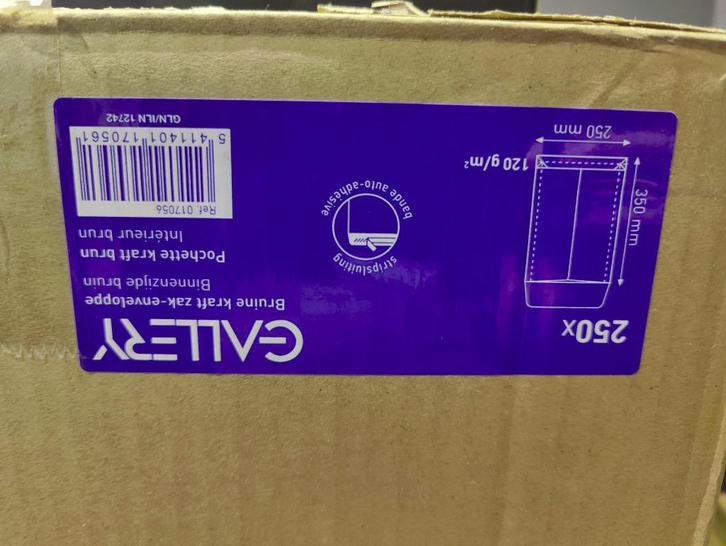 GALLERY
Bruine kraft zak-enveloppe
Binnenzijde bruin
Pochette kraft brun
Intérieur brun
Ref. 017056
5 411401 170561
GLN/ILN 12742
stripsluiting
bande auto-adhésive
250x
350 mm
120 g/m²
250 mm